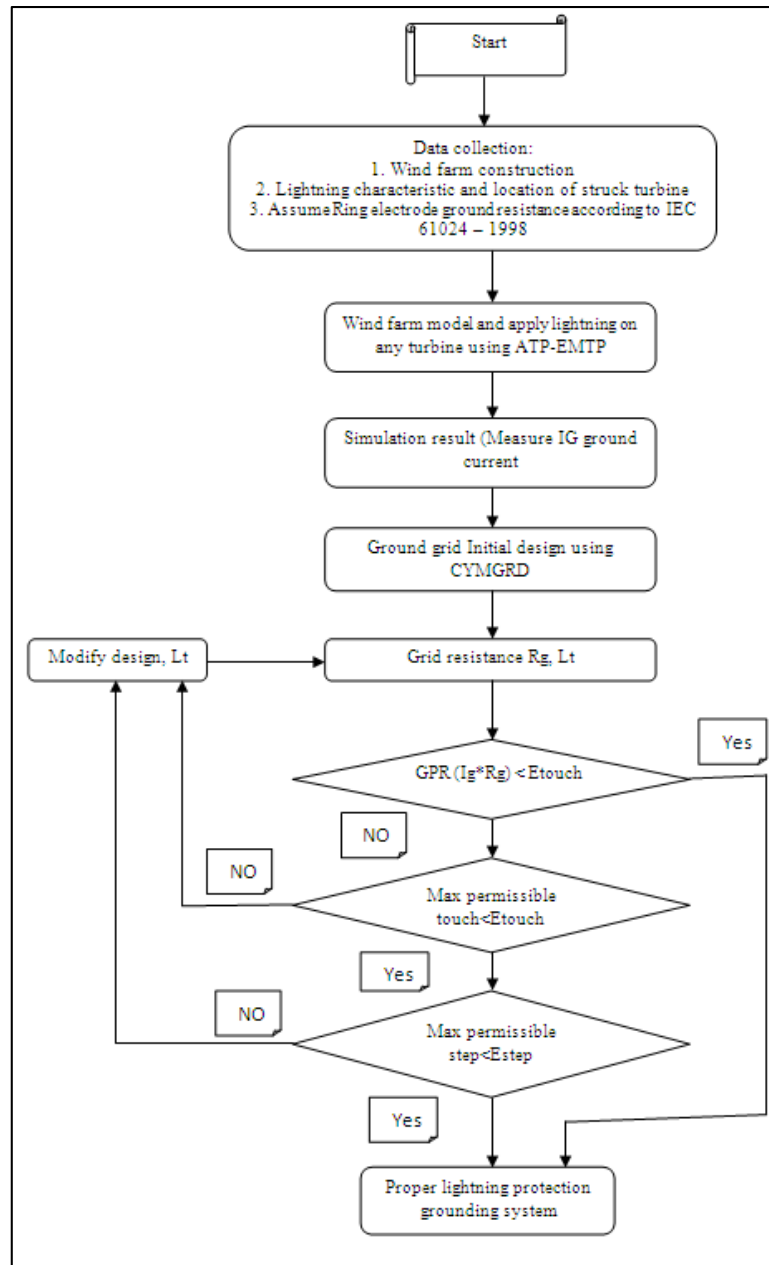 Start
Data collection:
1. Wind farm construction
2. Lightning characteristic and location of struck turbine
3. Assume Ring electrode ground resistance according to IEC
61024 – 1998
Wind farm model and apply lightning on
any turbine using ATP-EMTP
Simulation result (Measure IG ground
current
Ground grid Initial design using
CYMGRD
Modify design, Lt
Grid resistance Rg, Lt
Yes
GPR (Ig*Rg) < Etouch
NO
NO
Max permissible
touch<Etouch
Yes
NO
Max permissible
step<Estep
Yes
Proper lightning protection
grounding system